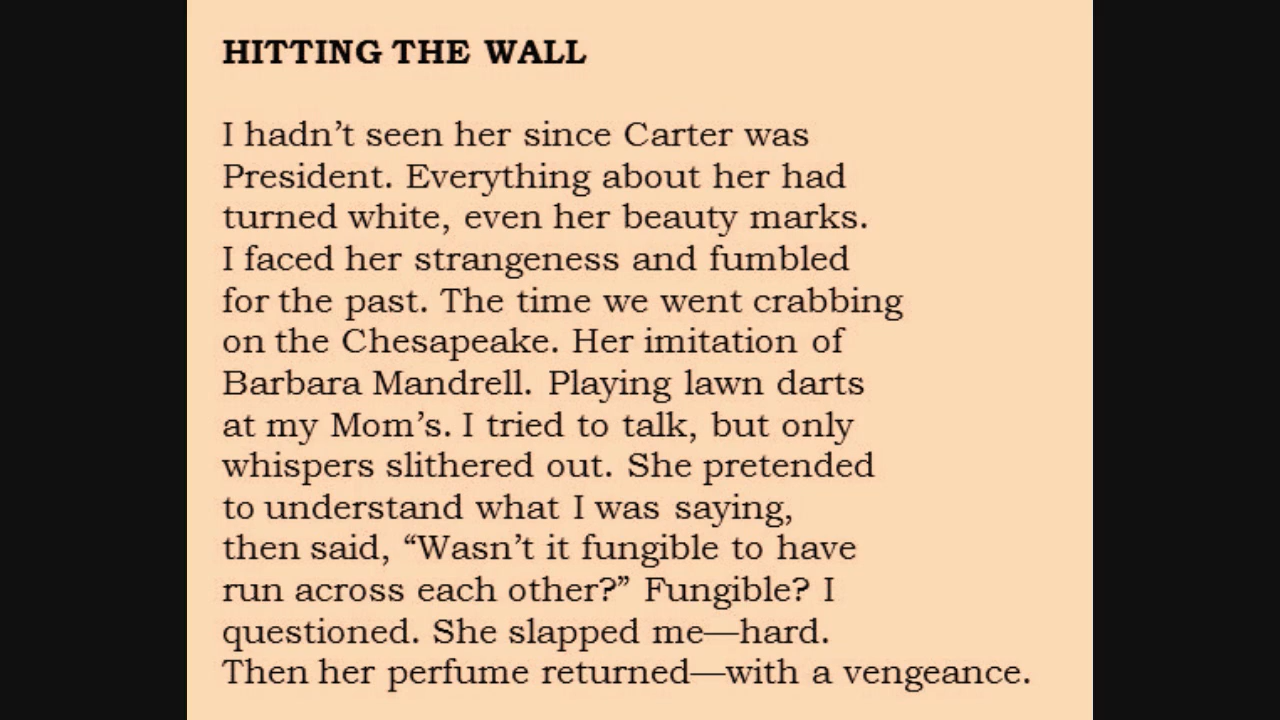 HITTING THE WALL
I hadn’t seen her since Carter was
President. Everything about her had
turned white, even her beauty marks.
I faced her strangeness and fumbled
for the past. The time we went crabbing
on the Chesapeake. Her imitation of
Barbara Mandrell. Playing lawn darts
at my Mom’s. I tried to talk, but only
whispers slithered out. She pretended
to understand what I was saying,
then said, “Wasn’t it fungible to have
run across each other?” Fungible? I
questioned. She slapped me—hard.
Then her perfume returned—with a vengeance.